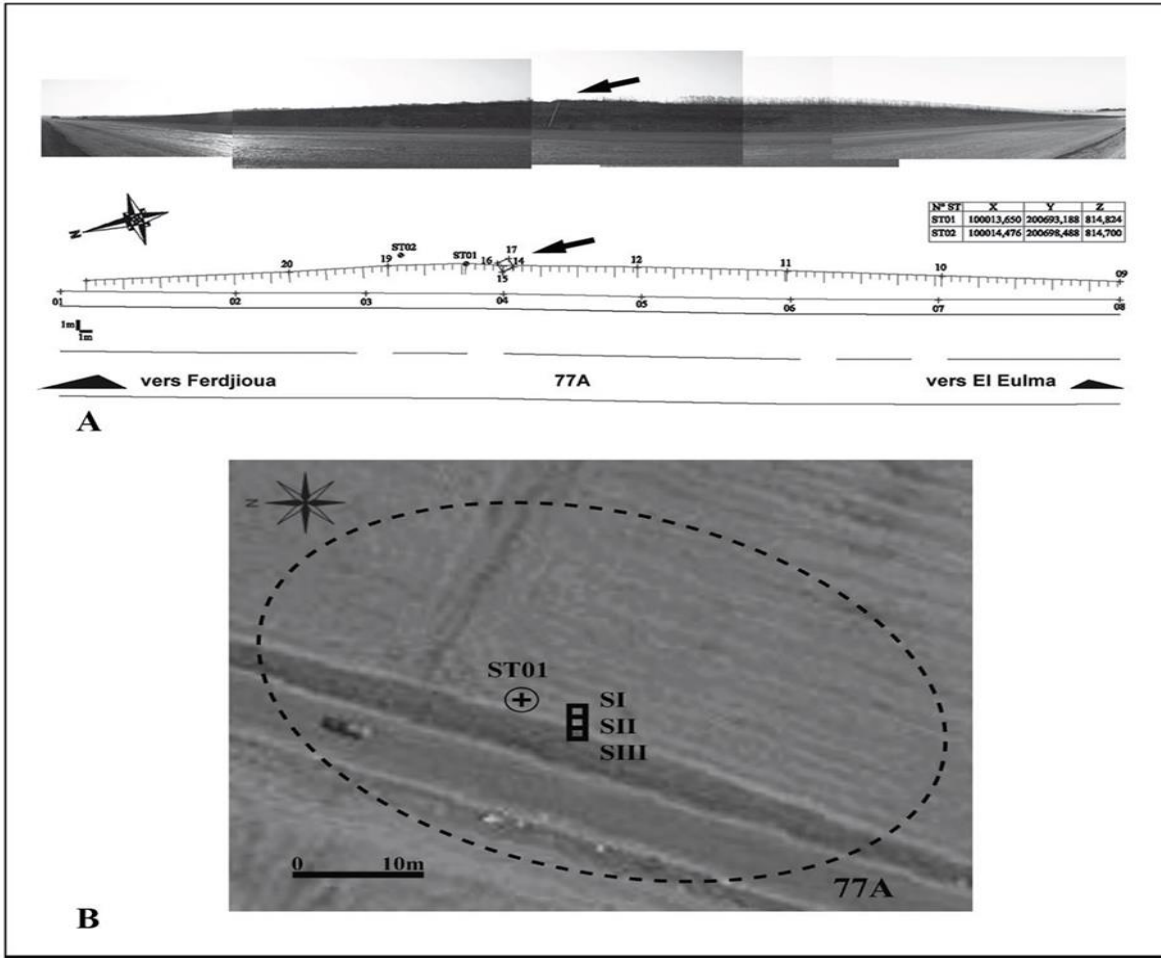 N
Nº ST X Y Z
ST01 100013,650 200693,188 814,824
ST02 100014,476 200698,488 814,700
ST02
ST01
17
20 19 16 14 12 11 10 09
15
01 02 03 04 05 06 07 08
1m
1m
vers Ferdjioua 77A vers El Eulma
A
N
ST01
SI
SII
SIII
0 10m
77A
B